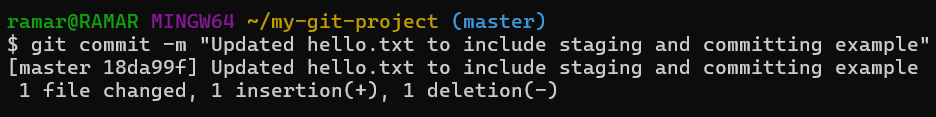 ramar@RAMAR MINGW64 ~/my-git-project (master)
$ git commit -m "Updated hello.txt to include staging and committing example"
[master 18da99f] Updated hello.txt to include staging and committing example
 1 file changed, 1 insertion(+), 1 deletion(-)